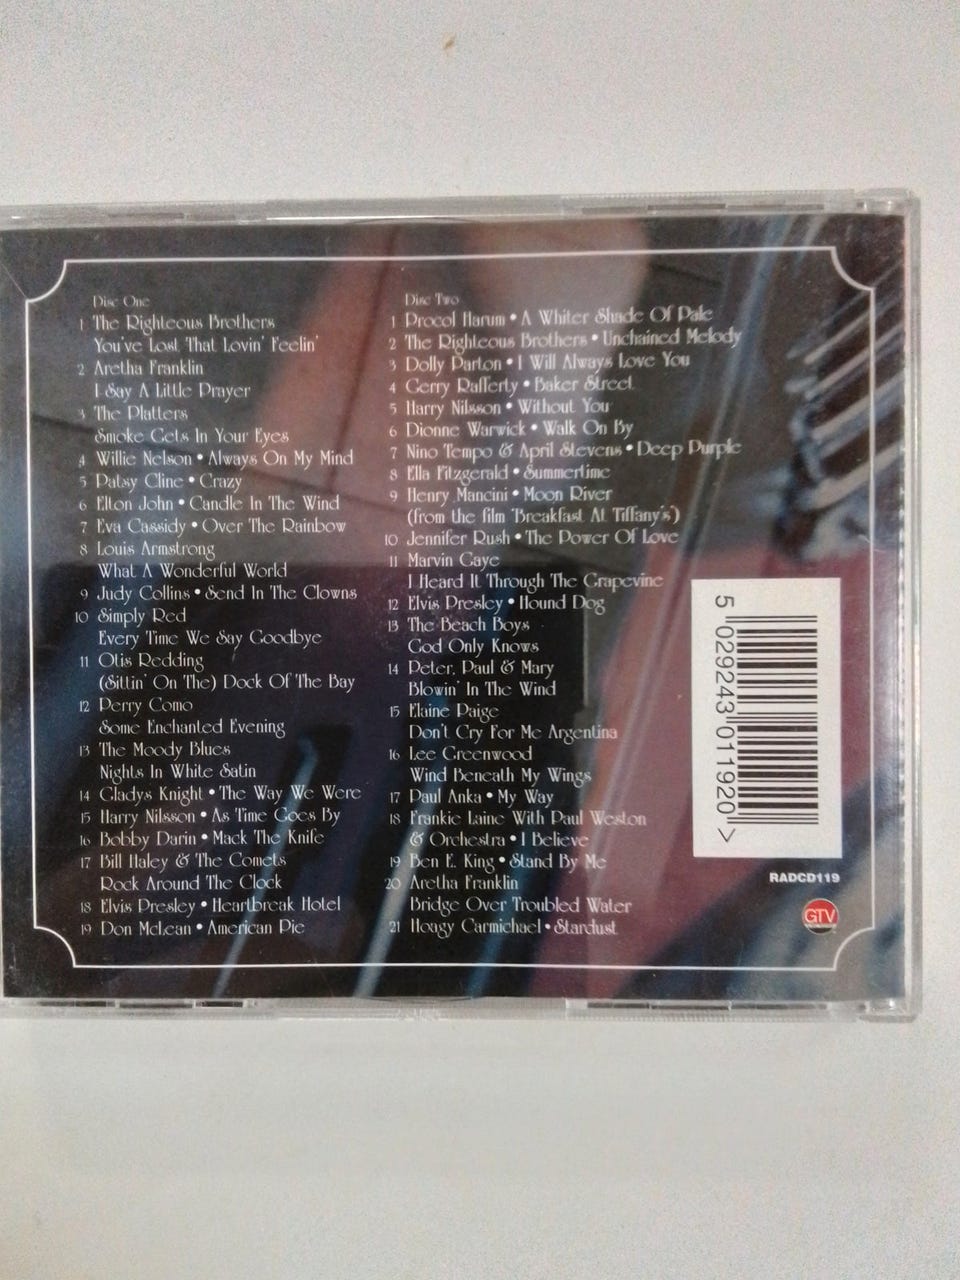 Disc One
1 The Righteous Brothers
You've Lost That Lovin' Feelin'
2 Aretha Franklin
I Say A Little Prayer
3 The Platters
Smoke Gets In Your Eyes
4 Willie Nelson • Always On My Mind
5 Patsy Cline • Crazy
6 Elton John • Candle In The Wind
7 Eva Cassidy • Over The Rainbow
8 Louis Armstrong
What A Wonderful World
9 Judy Collins • Send In The Clowns
10 Simply Red
Every Time We Say Goodbye
11 Otis Redding
(Sittin' On The) Dock Of The Bay
12 Perry Como
Some Enchanted Evening
13 The Moody Blues
Nights In White Satin
14 Gladys Knight • The Way We Were
15 Harry Nilsson • As Time Goes By
16 Bobby Darin • Mack The Knife
17 Bill Haley & The Comets
Rock Around The Clock
18 Elvis Presley • Heartbreak Hotel
19 Don McLean • American Pie
Disc Two
1 Procol Harum • A Whiter Shade Of Pale
2 The Righteous Brothers • Unchained Melody
3 Dolly Parton • I Will Always Love You
4 Gerry Rafferty • Baker Street
5 Harry Nilsson • Without You
6 Dionne Warwick • Walk On By
7 Nino Tempo & April Stevens • Deep Purple
8 Ella Fitzgerald • Summertime
9 Henry Mancini • Moon River
(from the film 'Breakfast At Tiffany's')
10 Jennifer Rush • The Power Of Love
11 Marvin Gaye
I Heard It Through The Grapevine
12 Elvis Presley • Hound Dog
13 The Beach Boys
God Only Knows
14 Peter, Paul & Mary
Blowin' In The Wind
15 Elaine Paige
Don't Cry For Me Argentina
16 Lee Greenwood
Wind Beneath My Wings
17 Paul Anka • My Way
18 Frankie Laine With Paul Weston
& Orchestra • I Believe
19 Ben E. King • Stand By Me
20 Aretha Franklin
Bridge Over Troubled Water
21 Hoagy Carmichael • Stardust
5 029243 011920 >
RADCD119
GTV